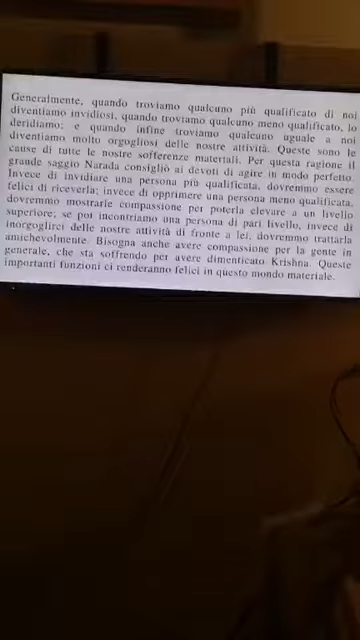 Generalmente, quando troviamo qualcuno più qualificato di noi
diventiamo invidiosi, quando troviamo qualcuno meno qualificato, lo
deridiamo; e quando infine troviamo qualcuno uguale a noi
diventiamo molto orgogliosi delle nostre attività. Queste sono le
cause di tutte le nostre sofferenze materiali. Per questa ragione il
grande saggio Narada consigliò ai devoti di agire in modo perfetto.
Invece di invidiare una persona più qualificata, dovremmo essere
felici di riceverla; invece di opprimere una persona meno qualificata,
dovremmo mostrarle compassione per poterla elevare a un livello
superiore; se poi incontriamo una persona di pari livello, invece di
inorgoglirci delle nostre attività di fronte a lei, dovremmo trattarla
amichevolmente. Bisogna anche avere compassione per la gente in
generale, che sta soffrendo per avere dimenticato Krishna. Queste
importanti funzioni ci renderanno felici in questo mondo materiale.